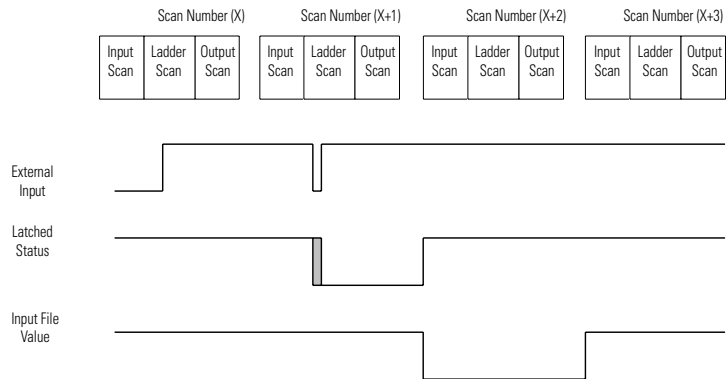 Scan Number (X)
Scan Number (X+1)
Scan Number (X+2)
Scan Number (X+3)
Input Scan
Ladder Scan
Output Scan
Input Scan
Ladder Scan
Output Scan
Input Scan
Ladder Scan
Output Scan
Input Scan
Ladder Scan
Output Scan
External
Input
Latched
Status
Input File
Value